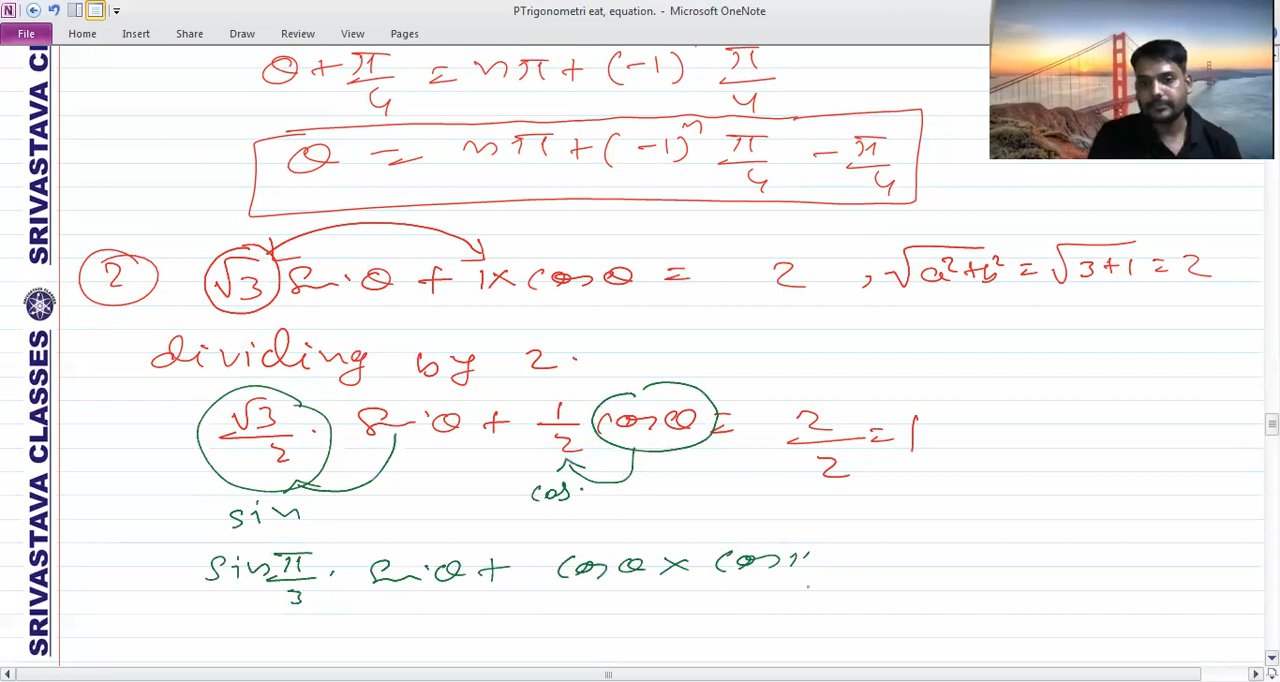 PTrigonometri eat, equation. - Microsoft OneNote
File Home Insert Share Draw Review View Pages
θ + π/4 = nπ + (-1) π/4
θ = nπ + (-1)ⁿ π/4 - π/4
SRIVASTAVA CL
② √3 sinθ + 1× cosθ = 2 , √a²+b² = √3+1 = 2
dividing by 2.
√3/2 . sinθ + 1/2 cosθ = 2/2 = 1
cos.
sin
sin π/3 . sinθ + cosθ × cos π
SRIVASTAVA CLASSES